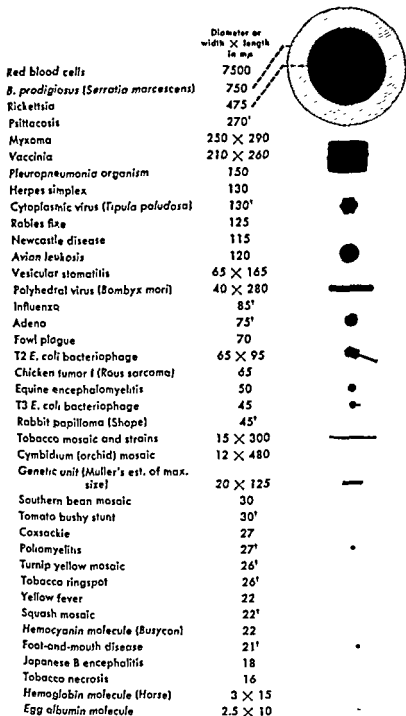 Diameter or
width × length
in mμ
Red blood cells 7500
B. prodigiosus (Serratia marcescens) 750
Rickettsia 475
Psittacosis 270†
Myxoma 250 × 290
Vaccinia 210 × 260
Pleuropneumonia organism 150
Herpes simplex 130
Cytoplasmic virus (Tipula paludosa) 130†
Rabies fixe 125
Newcastle disease 115
Avian leukosis 120
Vesicular stomatitis 65 × 165
Polyhedral virus (Bombyx mori) 40 × 280
Influenza 85†
Adeno 75†
Fowl plague 70
T2 E. coli bacteriophage 65 × 95
Chicken tumor I (Rous sarcoma) 65
Equine encephalomyelitis 50
T3 E. coli bacteriophage 45
Rabbit papilloma (Shope) 45†
Tobacco mosaic and strains 15 × 300
Cymbidium (orchid) mosaic 12 × 480
Genetic unit (Muller's est. of max.
size) 20 × 125
Southern bean mosaic 30
Tomato bushy stunt 30†
Coxsackie 27
Poliomyelitis 27†
Turnip yellow mosaic 26†
Tobacco ringspot 26†
Yellow fever 22
Squash mosaic 22†
Hemocyanin molecule (Busycon) 22
Foot-and-mouth disease 21†
Japanese B encephalitis 18
Tobacco necrosis 16
Hemoglobin molecule (Horse) 3 × 15
Egg albumin molecule 2.5 × 10